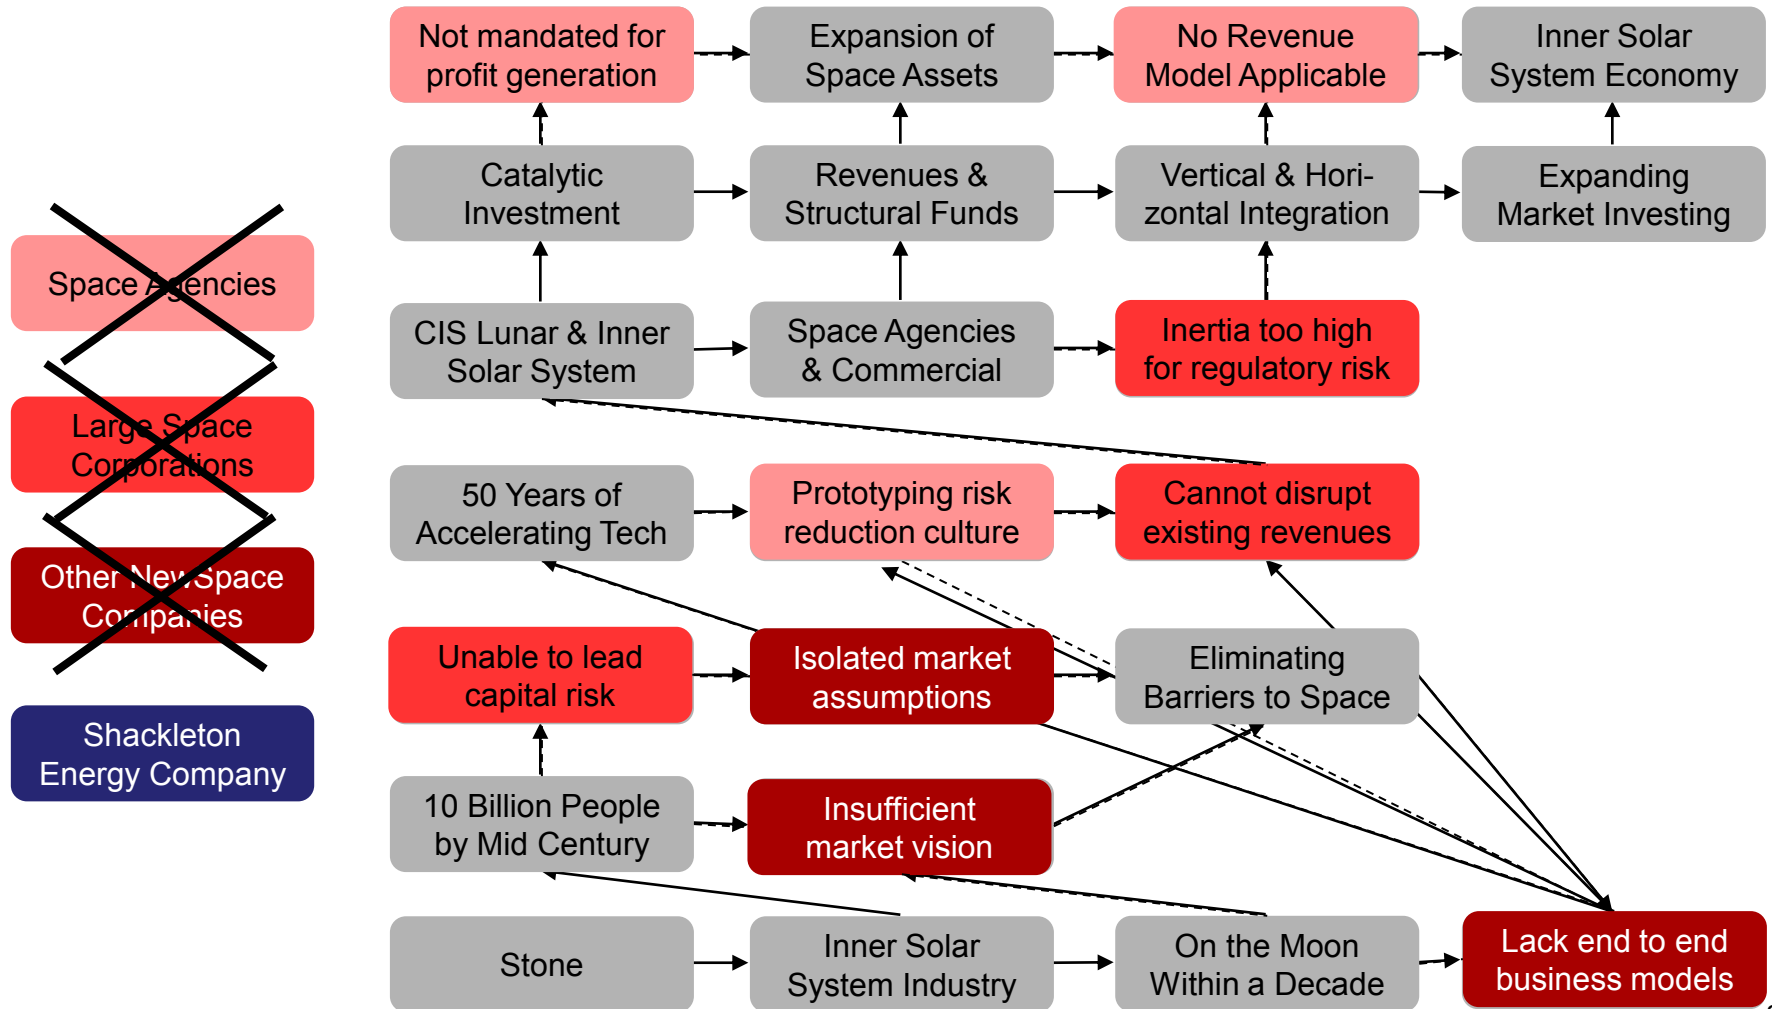 Not mandated for
profit generation
Expansion of
Space Assets
No Revenue
Model Applicable
Inner Solar
System Economy
Catalytic
Investment
Revenues &
Structural Funds
Vertical & Hori-
zontal Integration
Expanding
Market Investing
Space Agencies
CIS Lunar & Inner
Solar System
Space Agencies
& Commercial
Inertia too high
for regulatory risk
Large Space
Corporations
50 Years of
Accelerating Tech
Prototyping risk
reduction culture
Cannot disrupt
existing revenues
Other NewSpace
Companies
Unable to lead
capital risk
Isolated market
assumptions
Eliminating
Barriers to Space
Shackleton
Energy Company
10 Billion People
by Mid Century
Insufficient
market vision
Stone
Inner Solar
System Industry
On the Moon
Within a Decade
Lack end to end
business models